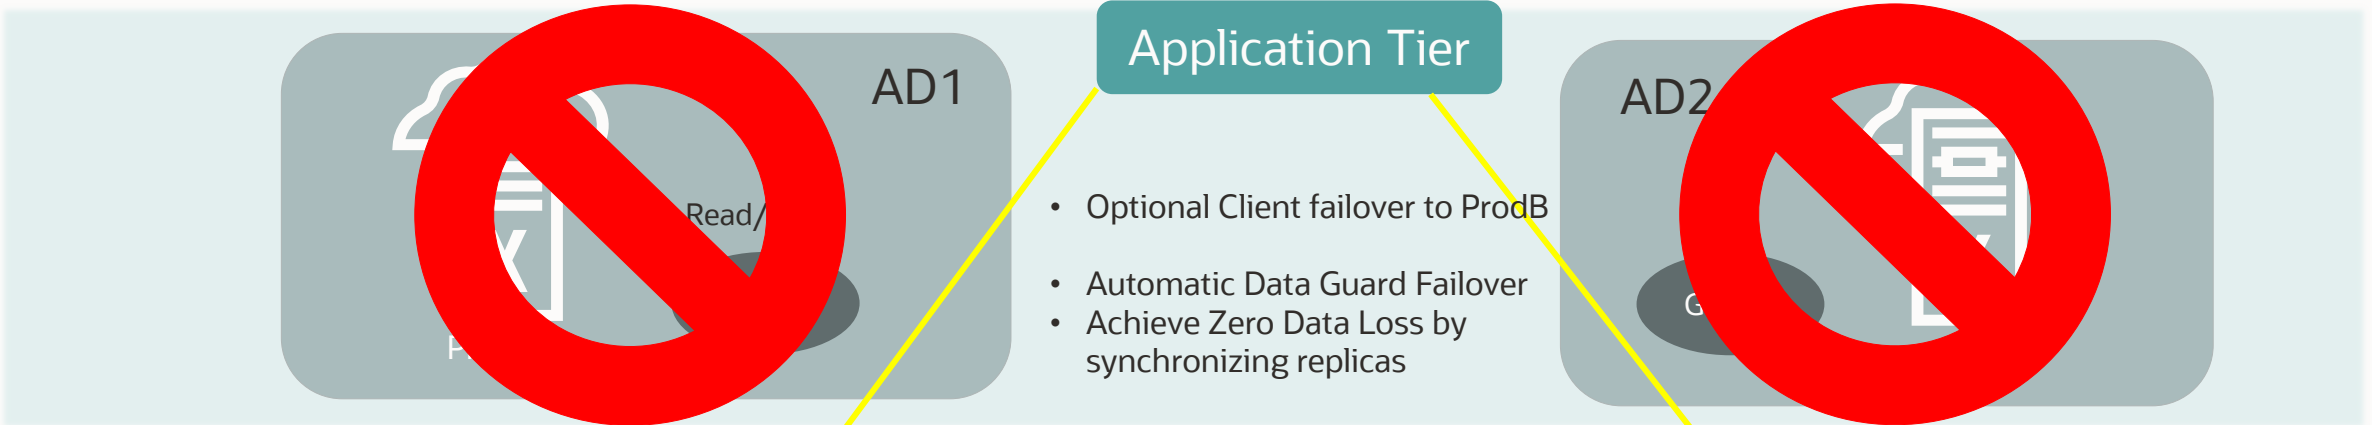 Application Tier
AD1
AD2
Read/
• Optional Client failover to ProdB
• Automatic Data Guard Failover
• Achieve Zero Data Loss by
synchronizing replicas